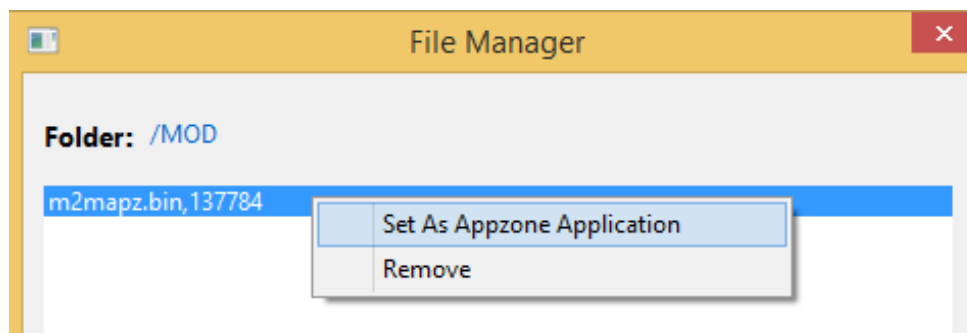 File Manager
Folder: /MOD
m2mapz.bin,137784
Set As Appzone Application
Remove